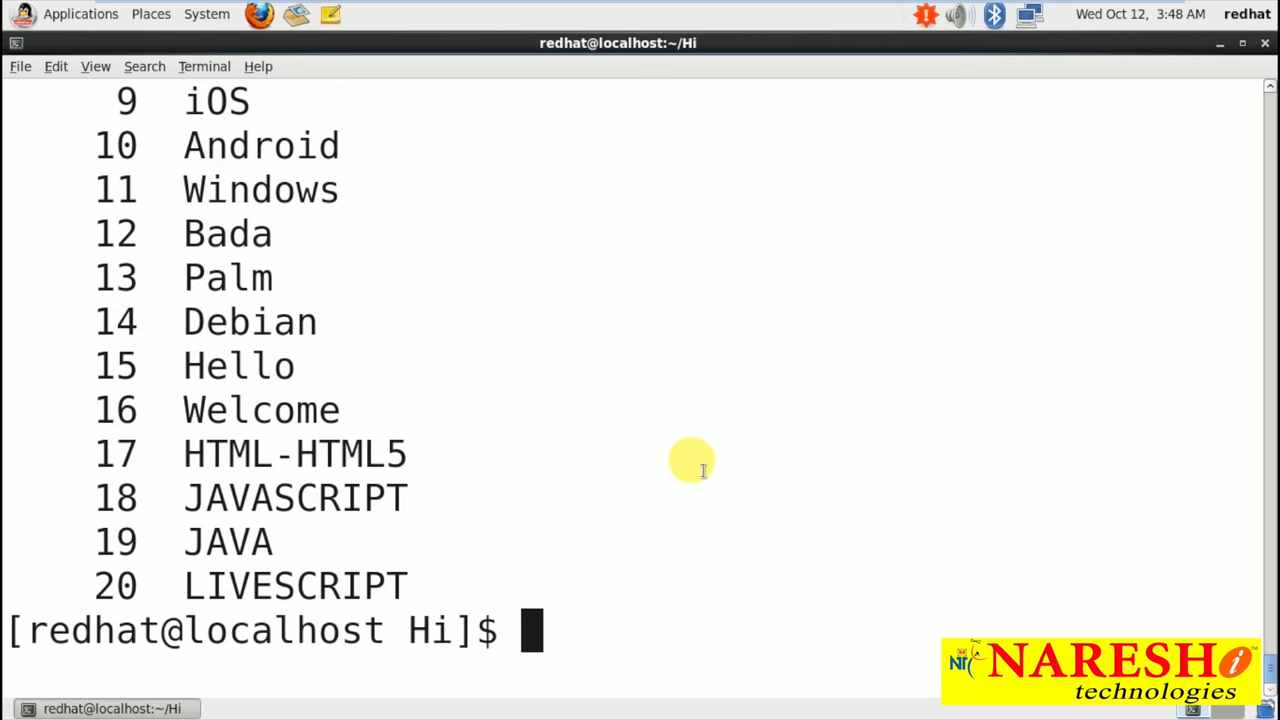 Applications Places System Wed Oct 12, 3:48 AM redhat
redhat@localhost:~/Hi
File Edit View Search Terminal Help
9 iOS
10 Android
11 Windows
12 Bada
13 Palm
14 Debian
15 Hello
16 Welcome
17 HTML-HTML5
18 JAVASCRIPT
19 JAVA
20 LIVESCRIPT
[redhat@localhost Hi]$
NARESH i
technologies
redhat@localhost:~/Hi